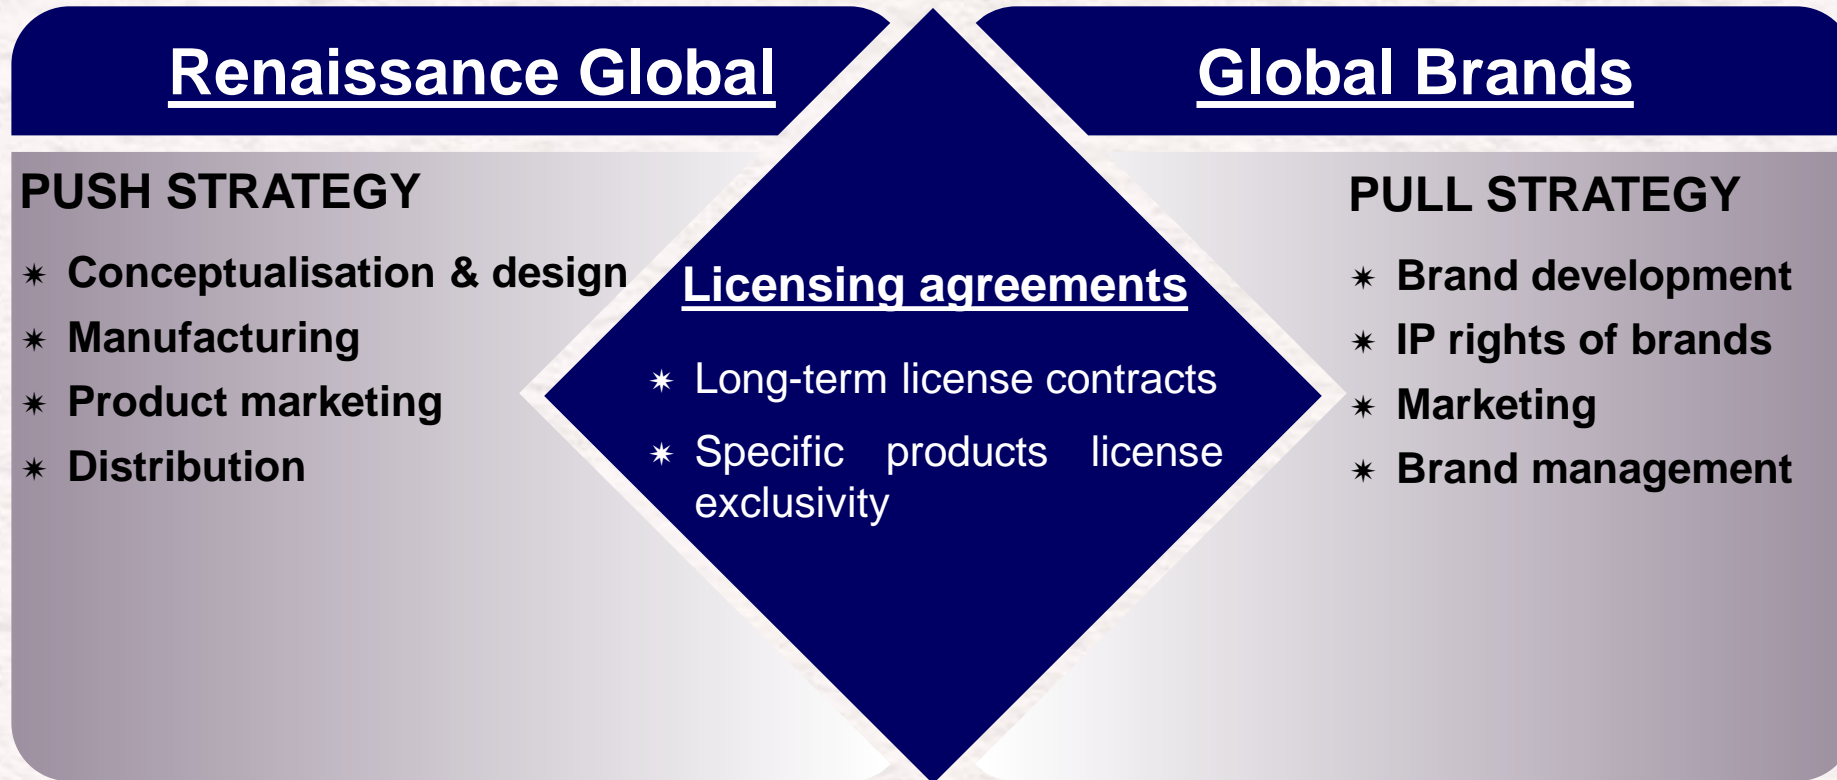 Renaissance Global
PUSH STRATEGY
✷ Conceptualisation & design
✷ Manufacturing
✷ Product marketing
✷ Distribution
Licensing agreements
✷ Long-term license contracts
✷ Specific products license
exclusivity
Global Brands
PULL STRATEGY
✷ Brand development
✷ IP rights of brands
✷ Marketing
✷ Brand management